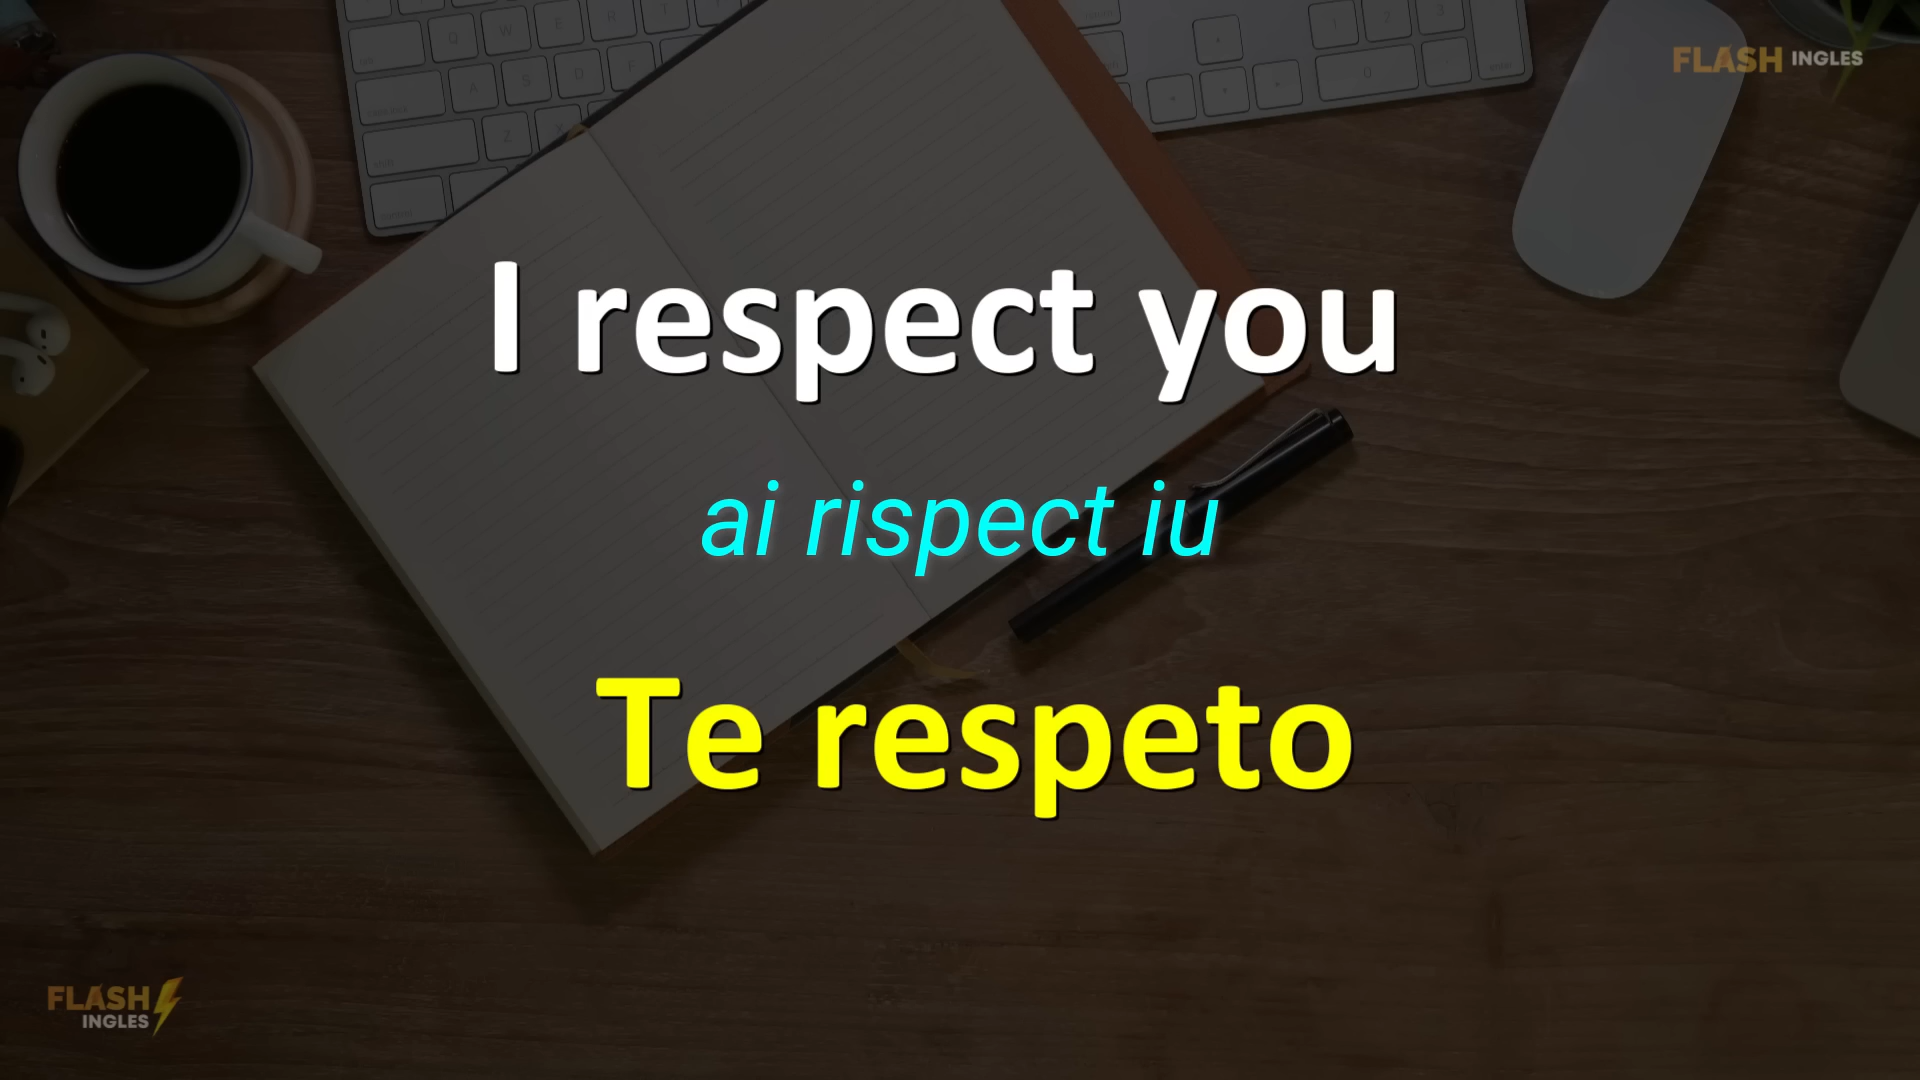 FLASH INGLES
I respect you
ai rispect iu
Te respeto
FLASH
INGLES